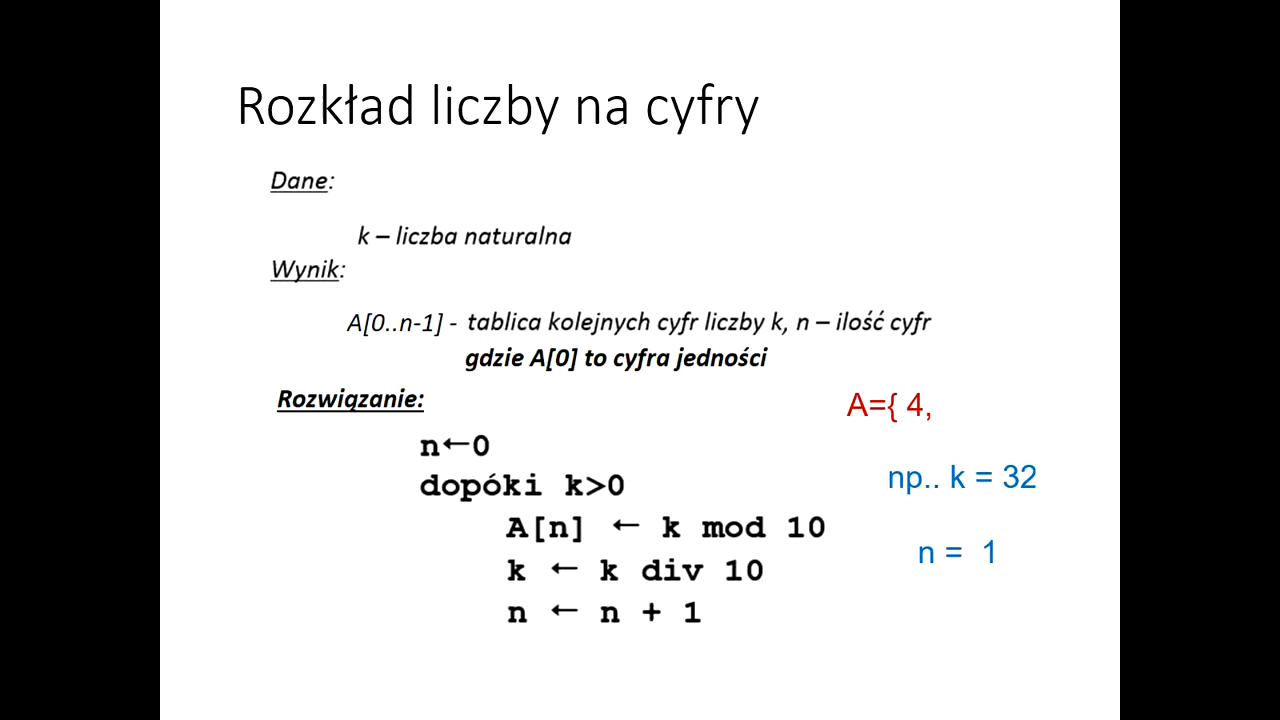 Rozkład liczby na cyfry
Dane:
k – liczba naturalna
Wynik:
A[0..n-1] - tablica kolejnych cyfr liczby k, n – ilość cyfr
gdzie A[0] to cyfra jedności
Rozwiązanie:
A={ 4,
n←0
np.. k = 32
dopóki k>0
A[n] ← k mod 10
n = 1
k ← k div 10
n ← n + 1